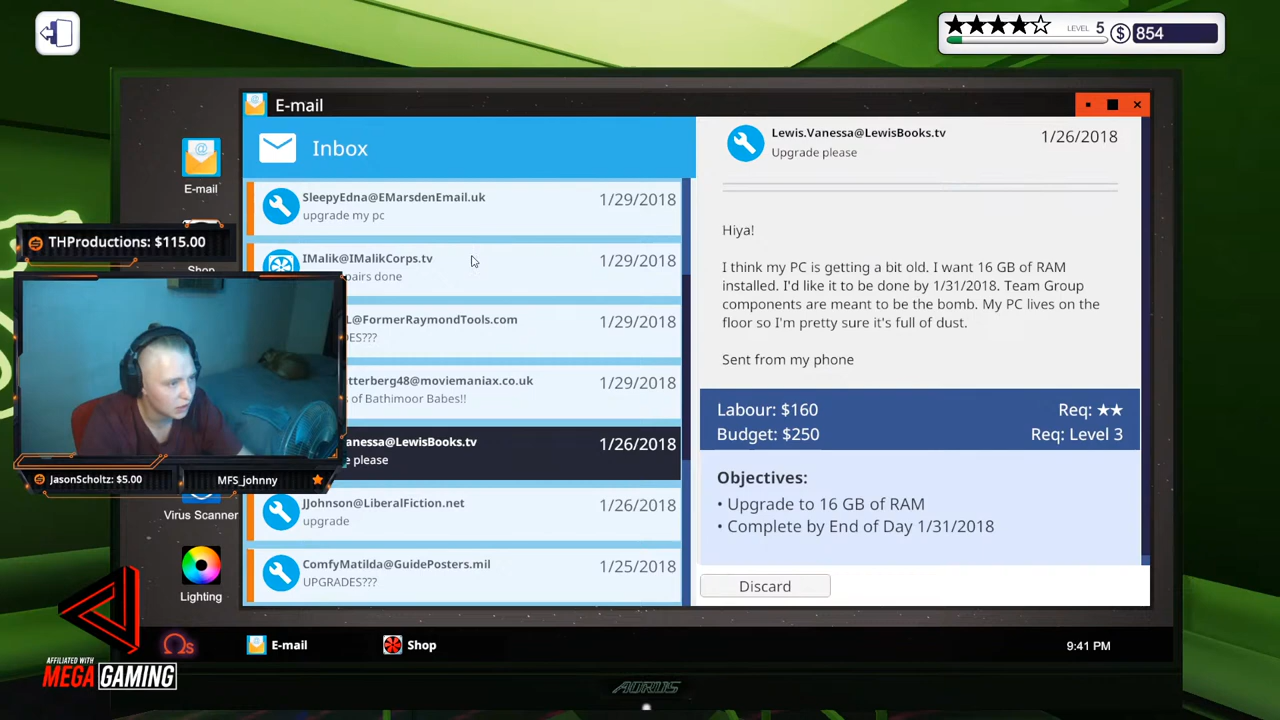 LEVEL 5 $ 854
E-mail
Inbox
SleepyEdna@EMarsdenEmail.uk 1/29/2018
upgrade my pc
IMalik@IMalikCorps.tv 1/29/2018
pairs done
L@FormerRaymondTools.com 1/29/2018
DES???
tterberg48@moviemaniax.co.uk 1/29/2018
of Bathimoor Babes!!
anessa@LewisBooks.tv 1/26/2018
please
JJohnson@LiberalFiction.net 1/26/2018
upgrade
ComfyMatilda@GuidePosters.mil 1/25/2018
UPGRADES???
Lewis.Vanessa@LewisBooks.tv 1/26/2018
Upgrade please
Hiya!
I think my PC is getting a bit old. I want 16 GB of RAM
installed. I'd like it to be done by 1/31/2018. Team Group
components are meant to be the bomb. My PC lives on the
floor so I'm pretty sure it's full of dust.
Sent from my phone
Labour: $160 Req: ★★
Budget: $250 Req: Level 3
Objectives:
• Upgrade to 16 GB of RAM
• Complete by End of Day 1/31/2018
Discard
E-mail
Shop
THProductions: $115.00
JasonScholtz: $5.00 MFS_johnny
Virus Scanner
Lighting
E-mail Shop 9:41 PM
AFFILIATED WITH
MEGA GAMING
AORUS